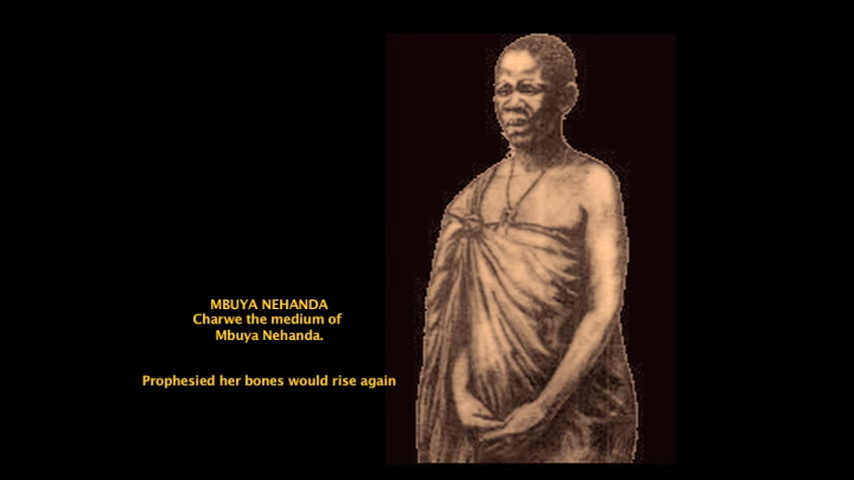 MBUYA NEHANDA
Charwe the medium of
Mbuya Nehanda.
Prophesied her bones would rise again